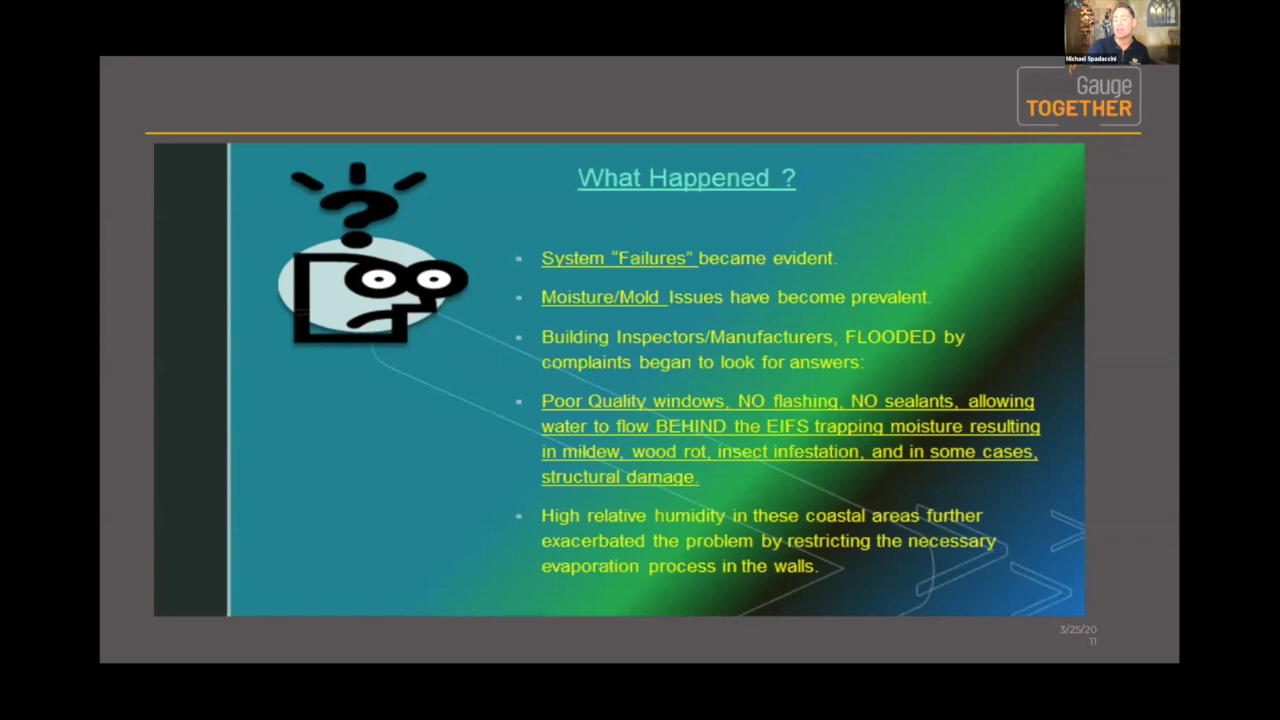 Michael Spadaccini
Gauge
TOGETHER
What Happened ?
System “Failures” became evident.
Moisture/Mold Issues have become prevalent.
Building Inspectors/Manufacturers, FLOODED by
complaints began to look for answers:
Poor Quality windows, NO flashing, NO sealants, allowing
water to flow BEHIND the EIFS trapping moisture resulting
in mildew, wood rot, insect infestation, and in some cases,
structural damage.
High relative humidity in these coastal areas further
exacerbated the problem by restricting the necessary
evaporation process in the walls.
3/25/20
11